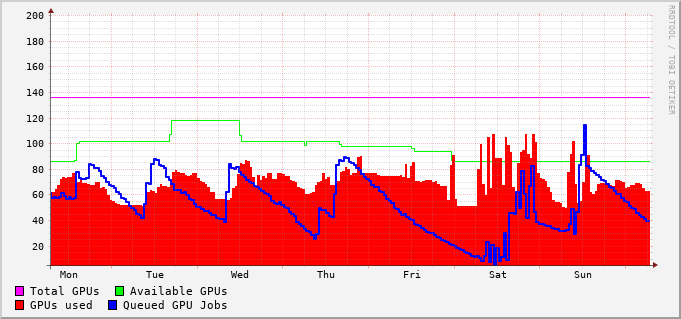 200
180
160
140
120
100
80
60
40
20
Mon Tue Wed Thu Fri Sat Sun
Total GPUs Available GPUs
GPUs used Queued GPU Jobs
RRDTOOL / TOBI OETIKER